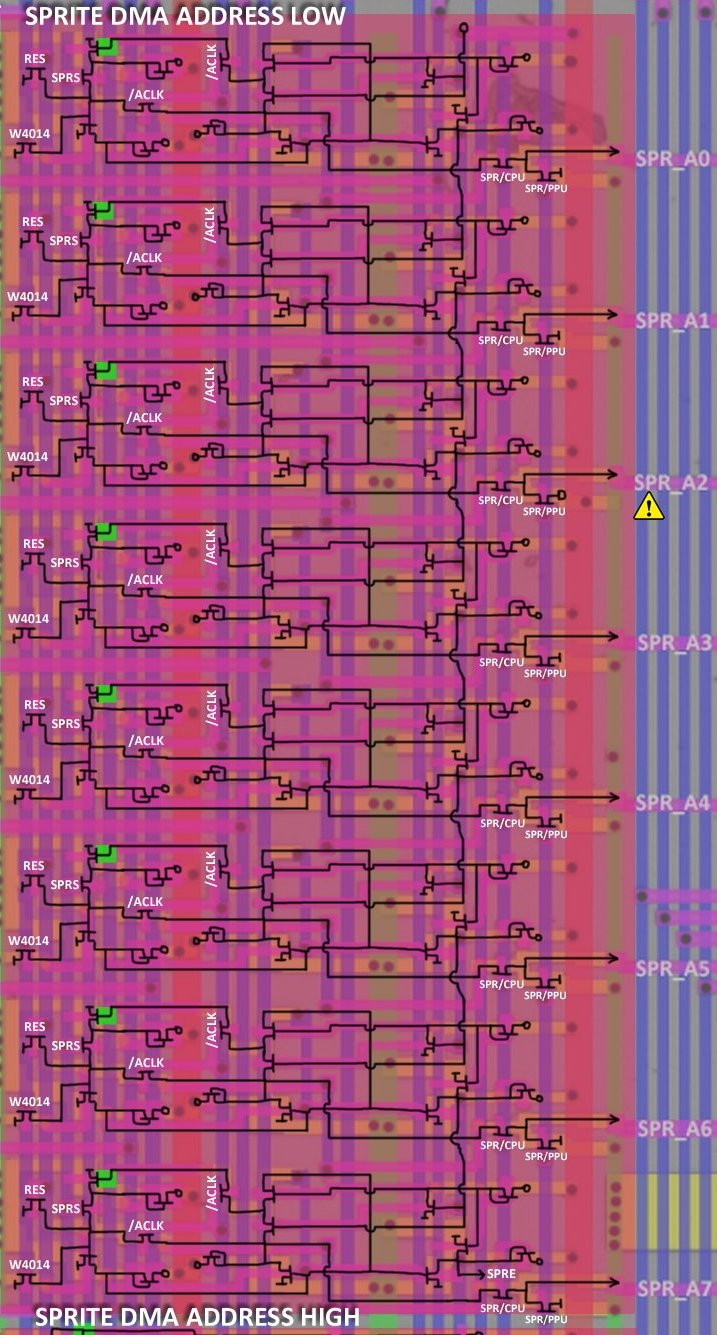 SPRITE DMA ADDRESS LOW
RES
SPRS
/ACLK
/ACLK
W4014
SPR_A0
SPR/CPU
SPR/PPU
RES
SPRS
/ACLK
/ACLK
W4014
SPR_A1
SPR/CPU
SPR/PPU
RES
SPRS
/ACLK
/ACLK
W4014
SPR_A2
SPR/CPU
SPR/PPU
RES
SPRS
/ACLK
/ACLK
W4014
SPR_A3
SPR/CPU
SPR/PPU
RES
SPRS
/ACLK
/ACLK
W4014
SPR_A4
SPR/CPU
SPR/PPU
RES
SPRS
/ACLK
/ACLK
W4014
SPR_A5
SPR/CPU
SPR/PPU
RES
SPRS
/ACLK
/ACLK
W4014
SPR_A6
SPR/CPU
SPR/PPU
RES
SPRS
/ACLK
/ACLK
W4014
SPRE
SPR_A7
SPR/CPU
SPR/PPU
SPRITE DMA ADDRESS HIGH